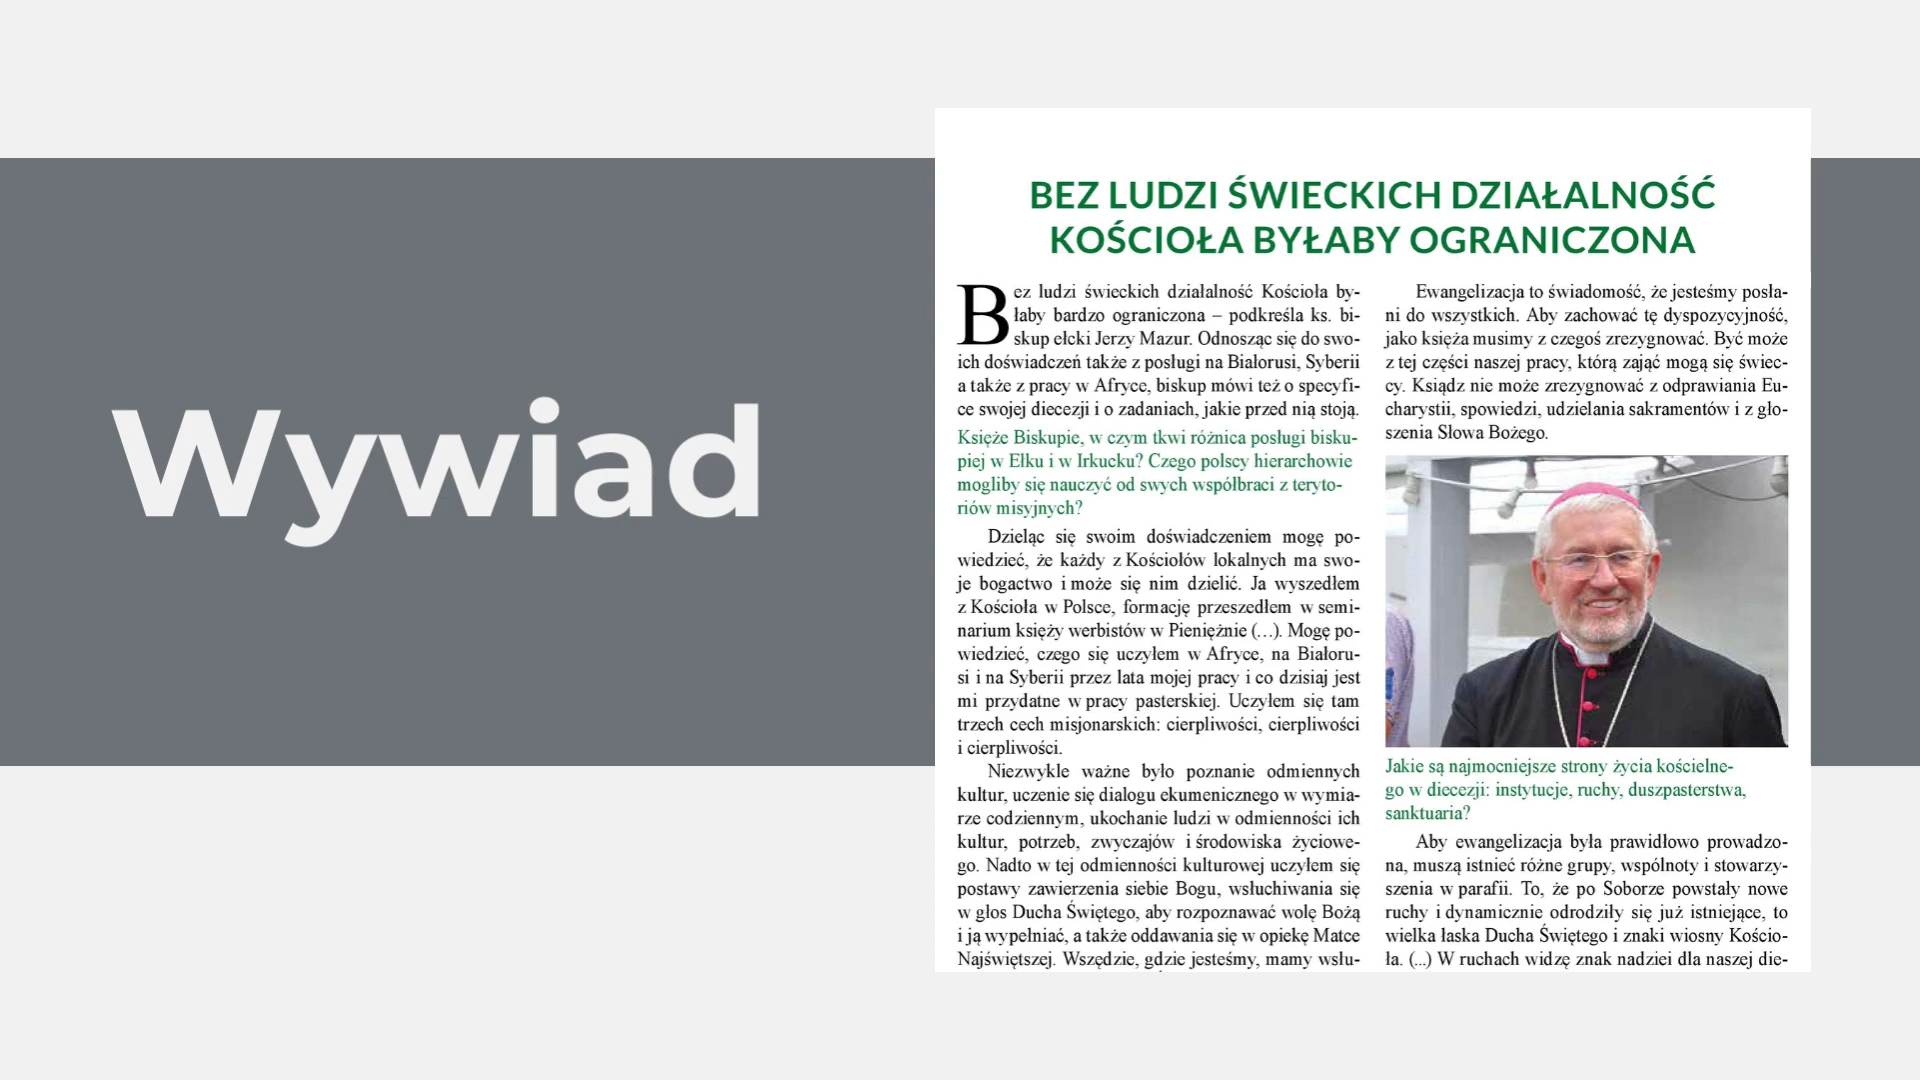 Wywiad
BEZ LUDZI ŚWIECKICH DZIAŁALNOŚĆ
KOŚCIOŁA BYŁABY OGRANICZONA
Bez ludzi świeckich działalność Kościoła by-
łaby bardzo ograniczona – podkreśla ks. bi-
skup ełcki Jerzy Mazur. Odnosząc się do swo-
ich doświadczeń także z posługi na Białorusi, Syberii
a także z pracy w Afryce, biskup mówi też o specyfi-
ce swojej diecezji i o zadaniach, jakie przed nią stoją.
Księże Biskupie, w czym tkwi różnica posługi bisku-
piej w Ełku i w Irkucku? Czego polscy hierarchowie
mogliby się nauczyć od swych współbraci z teryto-
riów misyjnych?
Dzieląc się swoim doświadczeniem mogę po-
wiedzieć, że każdy z Kościołów lokalnych ma swo-
je bogactwo i może się nim dzielić. Ja wyszedłem
z Kościoła w Polsce, formację przeszedłem w semi-
narium księży werbistów w Pieniężnie (…). Mogę po-
wiedzieć, czego się uczyłem w Afryce, na Białoru-
si i na Syberii przez lata mojej pracy i co dzisiaj jest
mi przydatne w pracy pasterskiej. Uczyłem się tam
trzech cech misjonarskich: cierpliwości, cierpliwości
i cierpliwości.
Niezwykle ważne było poznanie odmiennych
kultur, uczenie się dialogu ekumenicznego w wymia-
rze codziennym, ukochanie ludzi w odmienności ich
kultur, potrzeb, zwyczajów i środowiska życiowe-
go. Nadto w tej odmienności kulturowej uczyłem się
postawy zawierzenia siebie Bogu, wsłuchiwania się
w głos Ducha Świętego, aby rozpoznawać wolę Bożą
i ją wypełniać, a także oddawania się w opiekę Matce
Najświętszej. Wszędzie, gdzie jesteśmy, mamy wsłu-
Ewangelizacja to świadomość, że jesteśmy posła-
ni do wszystkich. Aby zachować tę dyspozycyjność,
jako księża musimy z czegoś zrezygnować. Być może
z tej części naszej pracy, którą zająć mogą się świec-
cy. Ksiądz nie może zrezygnować z odprawiania Eu-
charystii, spowiedzi, udzielania sakramentów i z gło-
szenia Słowa Bożego.
Jakie są najmocniejsze strony życia kościelne-
go w diecezji: instytucje, ruchy, duszpasterstwa,
sanktuaria?
Aby ewangelizacja była prawidłowo prowadzo-
na, muszą istnieć różne grupy, wspólnoty i stowarzy-
szenia w parafii. To, że po Soborze powstały nowe
ruchy i dynamicznie odrodziły się już istniejące, to
wielka łaska Ducha Świętego i znaki wiosny Kościo-
ła. (...) W ruchach widzę znak nadziei dla naszej die-